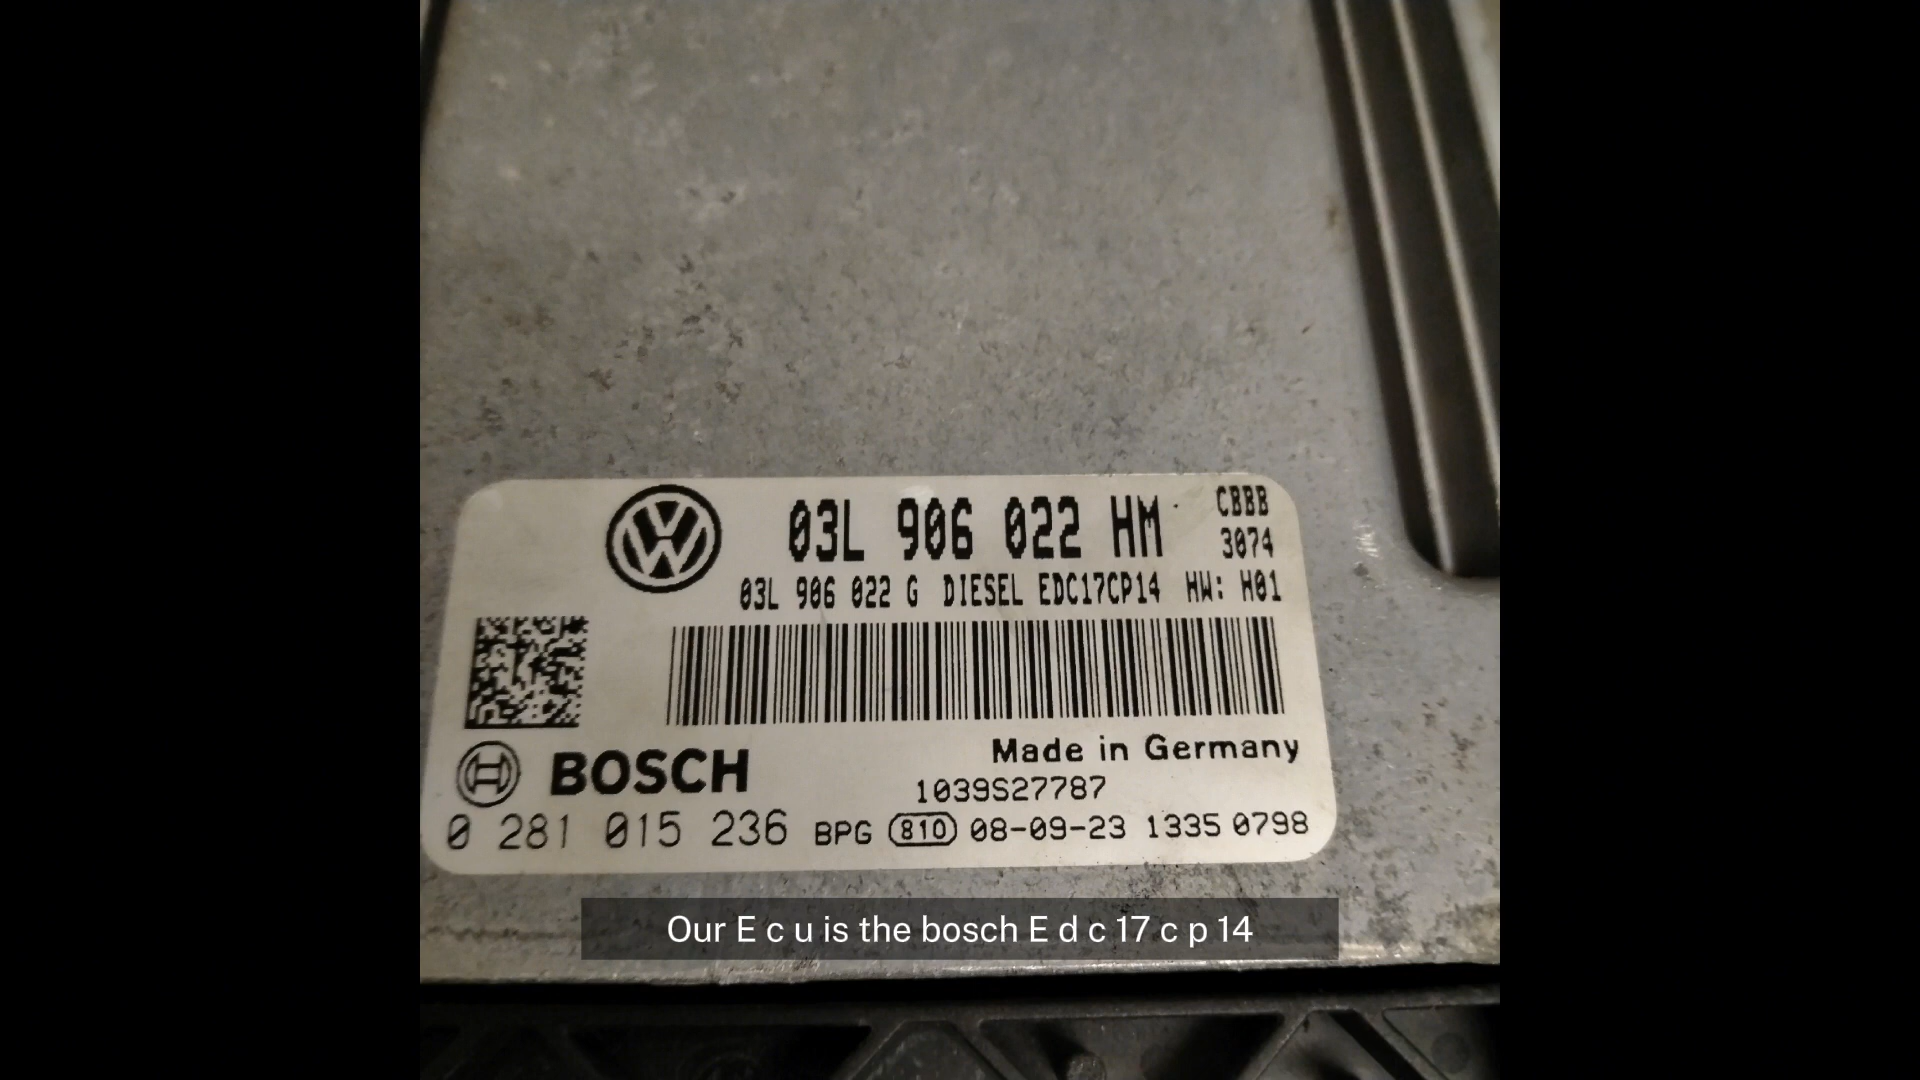 03L 906 022 HM CBBB
3074
03L 906 022 G DIESEL EDC17CP14 HW: H01
Made in Germany
BOSCH
1039S27787
0 281 015 236 BPG 810 08-09-23 1335 0798
Our E c u is the bosch E d c 17 c p 14